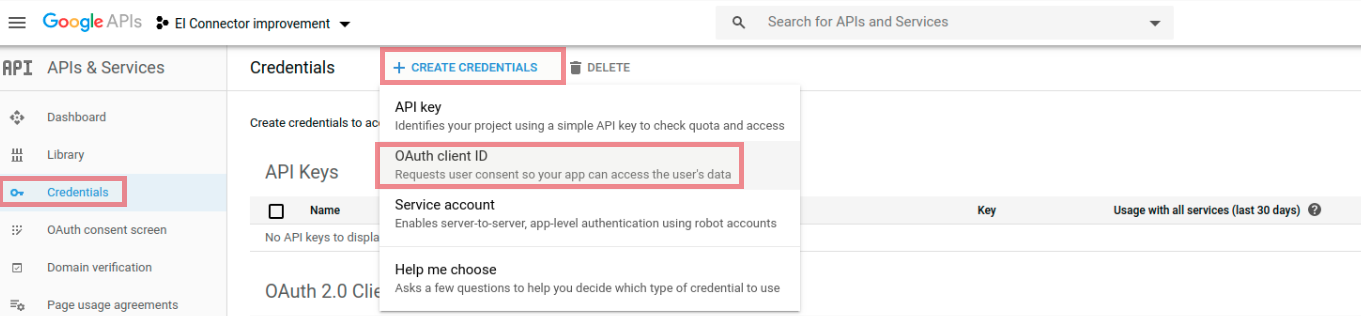 Google APIs
EI Connector improvement
Search for APIs and Services
API APIs & Services
Credentials
+ CREATE CREDENTIALS
DELETE
Dashboard
Library
Credentials
OAuth consent screen
Domain verification
Page usage agreements
Create credentials to acc
API key
Identifies your project using a simple API key to check quota and access
OAuth client ID
Requests user consent so your app can access the user's data
Service account
Enables server-to-server, app-level authentication using robot accounts
Help me choose
Asks a few questions to help you decide which type of credential to use
API Keys
Name
Key
Usage with all services (last 30 days) ?
No API keys to displa
OAuth 2.0 Clie